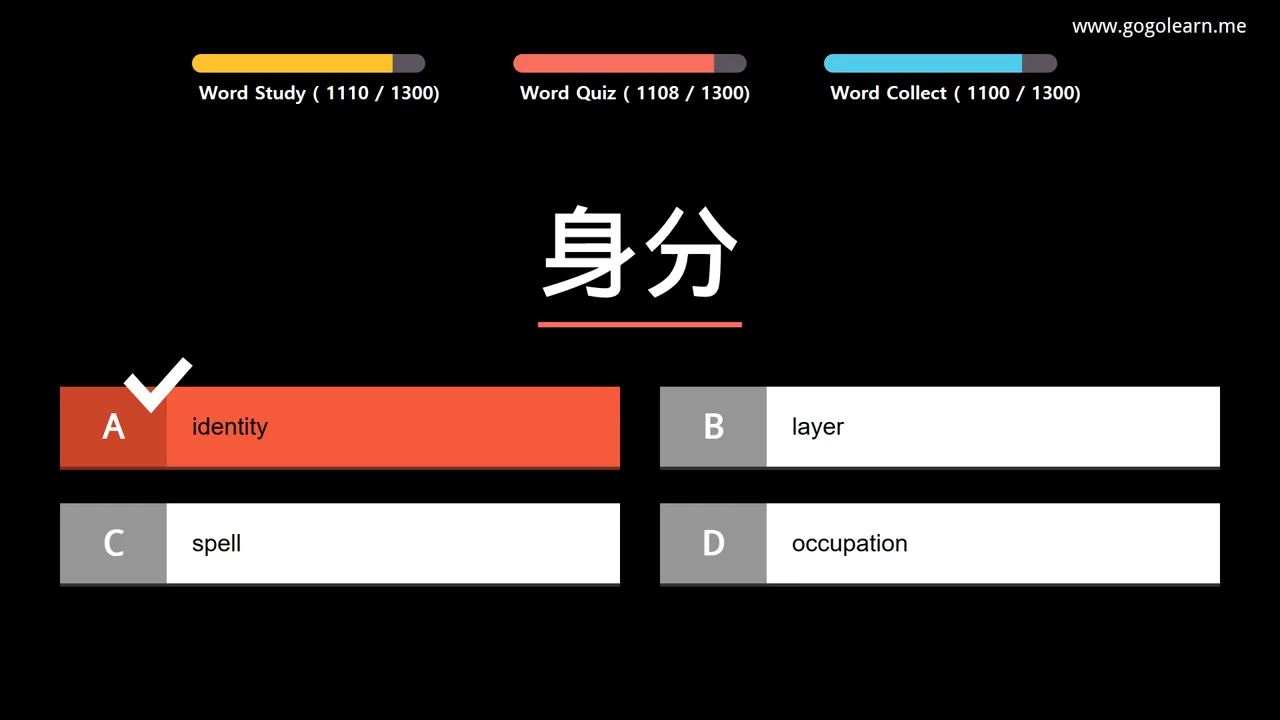 www.gogolearn.me
Word Study ( 1110 / 1300)
Word Quiz ( 1108 / 1300)
Word Collect ( 1100 / 1300)
身分
A identity
B layer
C spell
D occupation